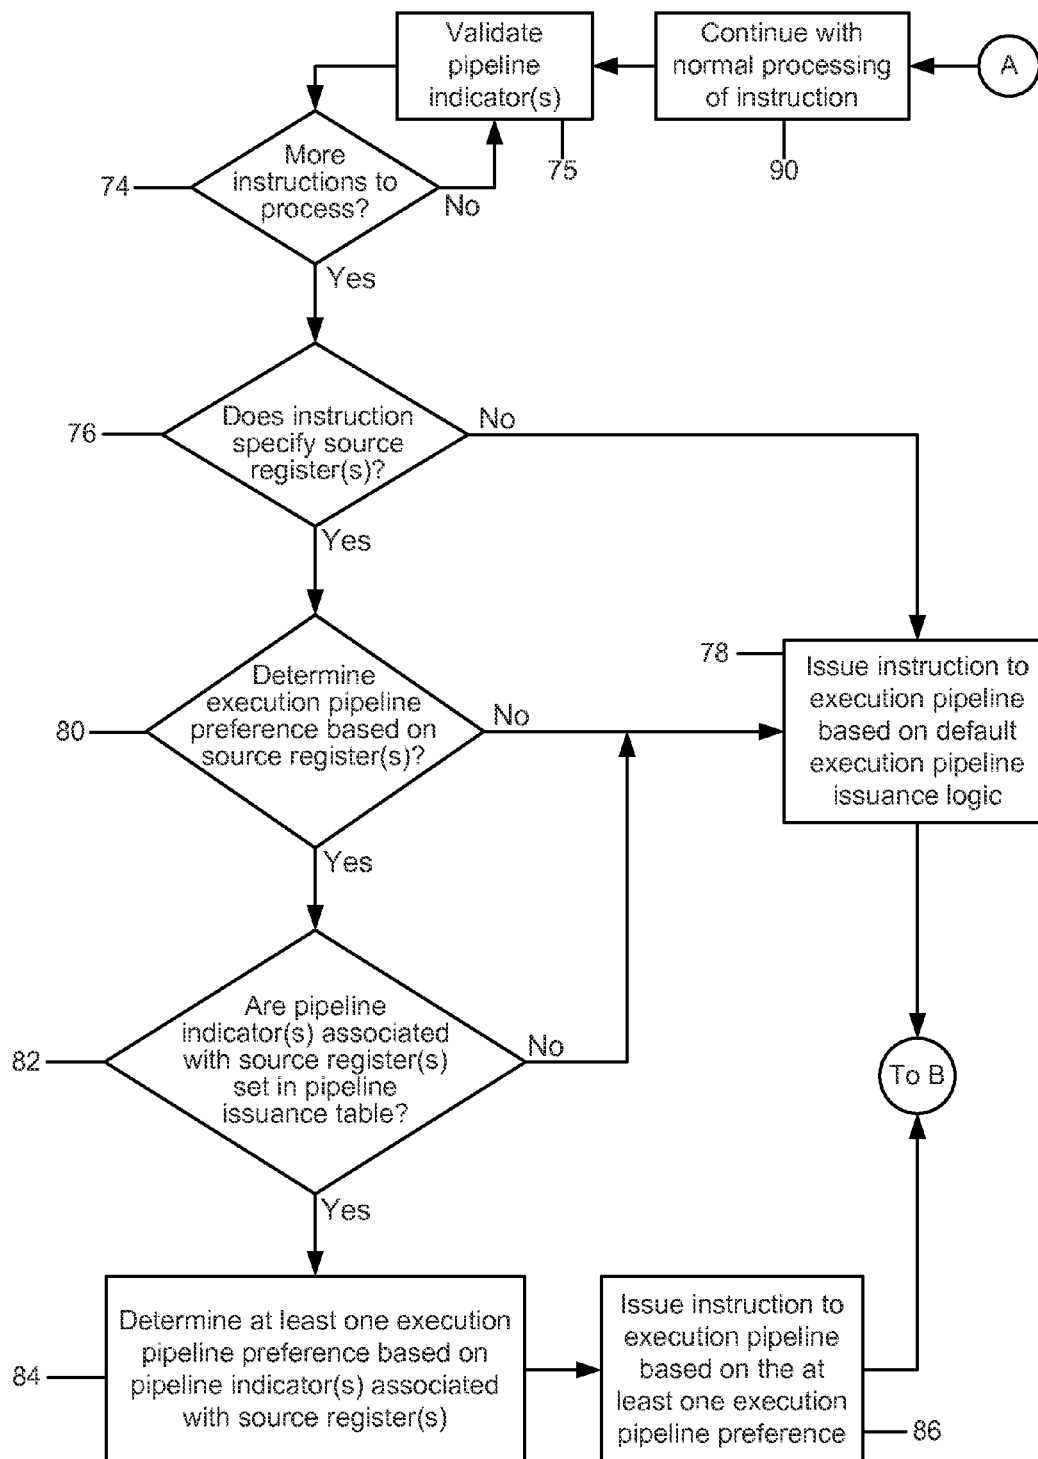 Validate
pipeline
indicator(s)
75
Continue with
normal processing
of instruction
90
A
74
More
instructions to
process?
No
Yes
76
Does instruction
specify source
register(s)?
No
Yes
80
Determine
execution pipeline
preference based on
source register(s)?
No
Yes
78
Issue instruction to
execution pipeline
based on default
execution pipeline
issuance logic
82
Are pipeline
indicator(s) associated
with source register(s)
set in pipeline
issuance table?
No
Yes
To B
84
Determine at least one execution
pipeline preference based on
pipeline indicator(s) associated
with source register(s)
Issue instruction to
execution pipeline
based on the at
least one execution
pipeline preference
86